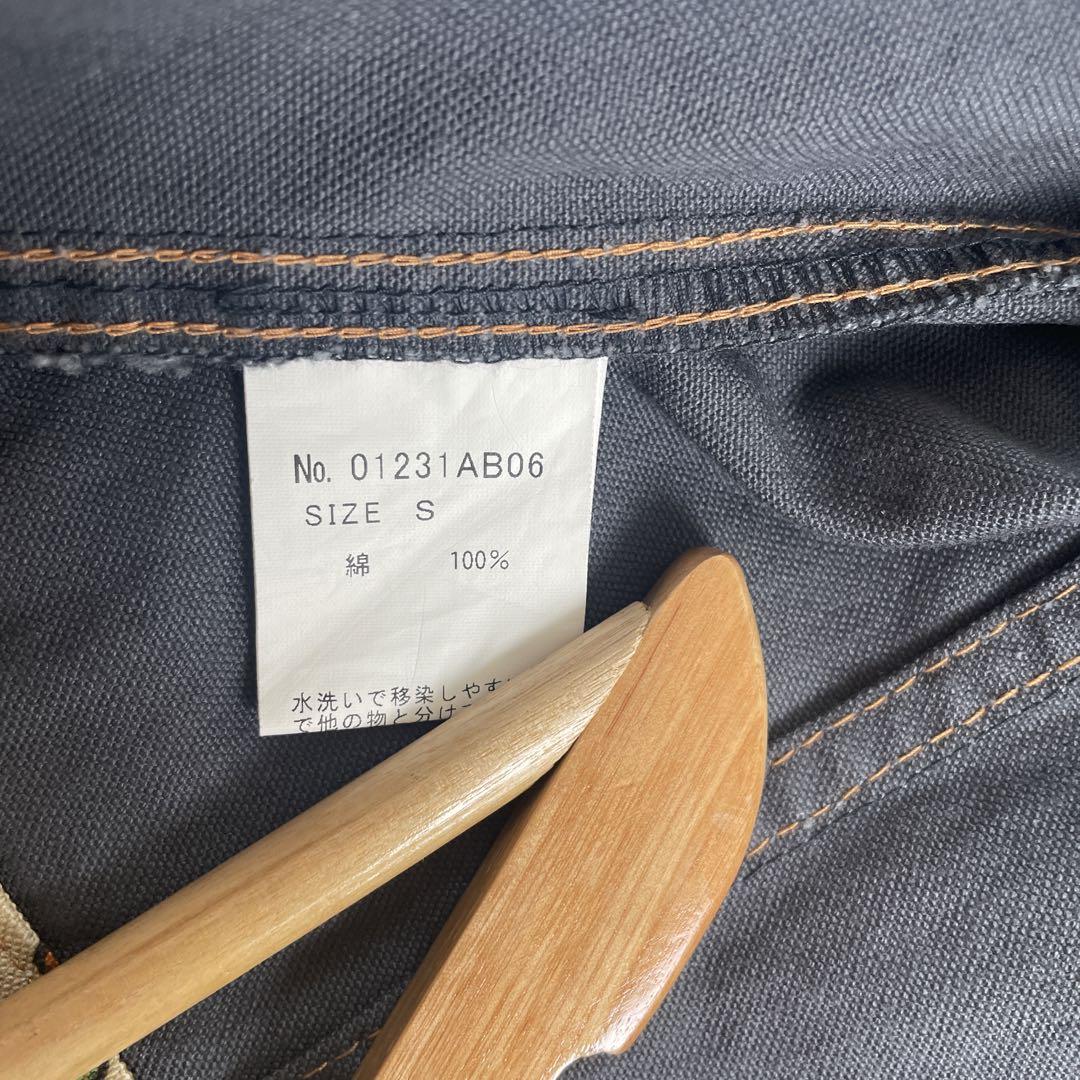 No. 01231AB06
SIZE S
綿 100%
水洗いで移染しやす
で他の物と分け